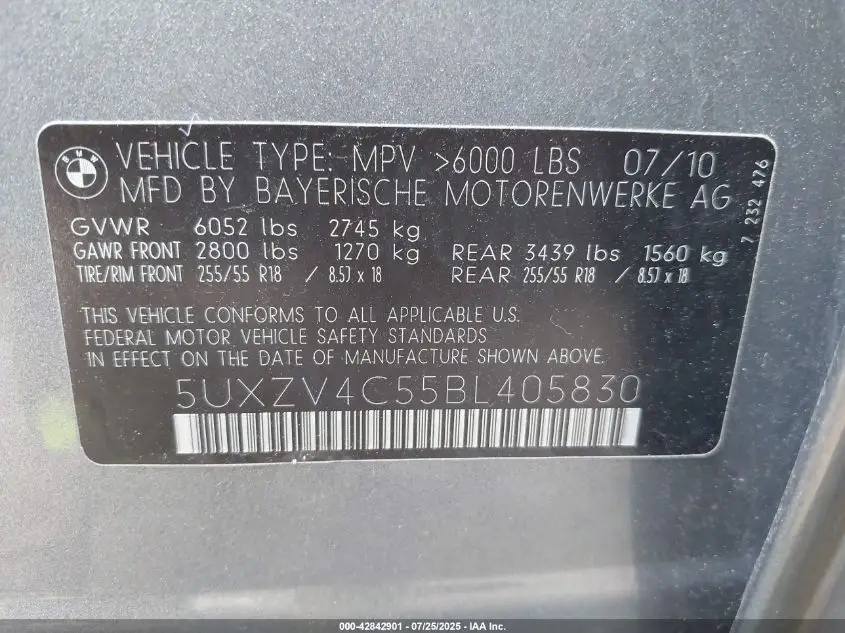 BMW
VEHICLE TYPE: MPV >6000 LBS 07/10
MFD BY BAYERISCHE MOTORENWERKE AG
7 232 476
GVWR 6052 lbs 2745 kg
GAWR FRONT 2800 lbs 1270 kg REAR 3439 lbs 1560 kg
TIRE/RIM FRONT 255/55 R18 / 8.5J x 18 REAR 255/55 R18 / 8.5J x 18
THIS VEHICLE CONFORMS TO ALL APPLICABLE U.S.
FEDERAL MOTOR VEHICLE SAFETY STANDARDS
IN EFFECT ON THE DATE OF MANUFACTURE SHOWN ABOVE.
5UXZV4C55BL405830
000-42842901 - 07/25/2025 - IAA Inc.